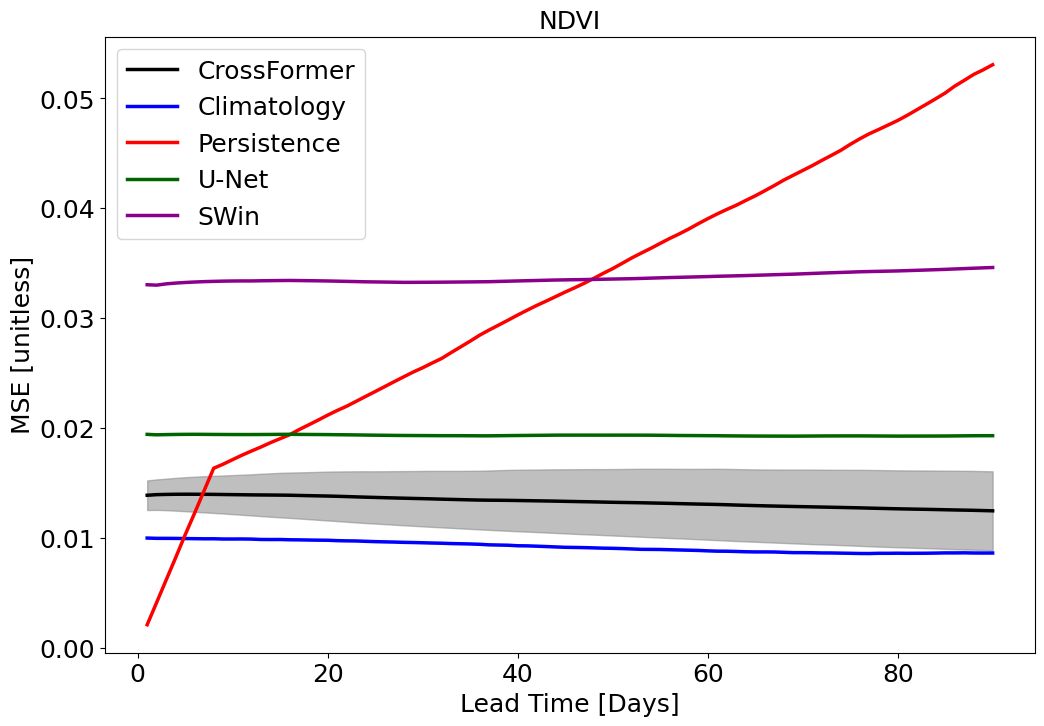 NDVI
CrossFormer
Climatology
Persistence
U-Net
SWin
MSE [unitless]
0.05
0.04
0.03
0.02
0.01
0.00
0 20 40 60 80
Lead Time [Days]